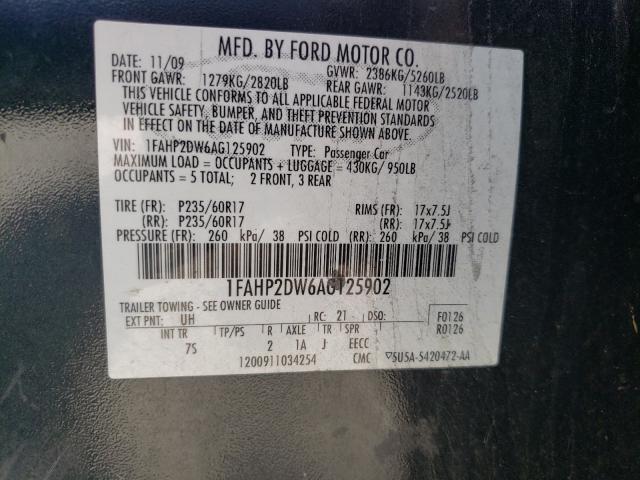 MFD. BY FORD MOTOR CO.
DATE: 11/09 GVWR: 2386KG/5260LB
FRONT GAWR: 1279KG/2820LB REAR GAWR: 1143KG/2520LB
THIS VEHICLE CONFORMS TO ALL APPLICABLE FEDERAL MOTOR
VEHICLE SAFETY, BUMPER, AND THEFT PREVENTION STANDARDS
IN EFFECT ON THE DATE OF MANUFACTURE SHOWN ABOVE.
VIN: 1FAHP2DW6AG125902 TYPE: Passenger Car
MAXIMUM LOAD = OCCUPANTS + LUGGAGE = 430KG/ 950LB
OCCUPANTS = 5 TOTAL; 2 FRONT, 3 REAR
TIRE (FR): P235/60R17 RIMS (FR): 17x7.5J
(RR): P235/60R17 (RR): 17x7.5J
PRESSURE (FR): 260 kPa/ 38 PSI COLD (RR): 260 kPa/ 38 PSI COLD
1FAHP2DW6AG125902
TRAILER TOWING - SEE OWNER GUIDE
EXT PNT: UH RC: 21 DSO: F0126
INT TR TP/PS R AXLE TR SPR R0126
7S 2 1A J EECC
1200911034254 CMC ▽5U5A-5420472-AA